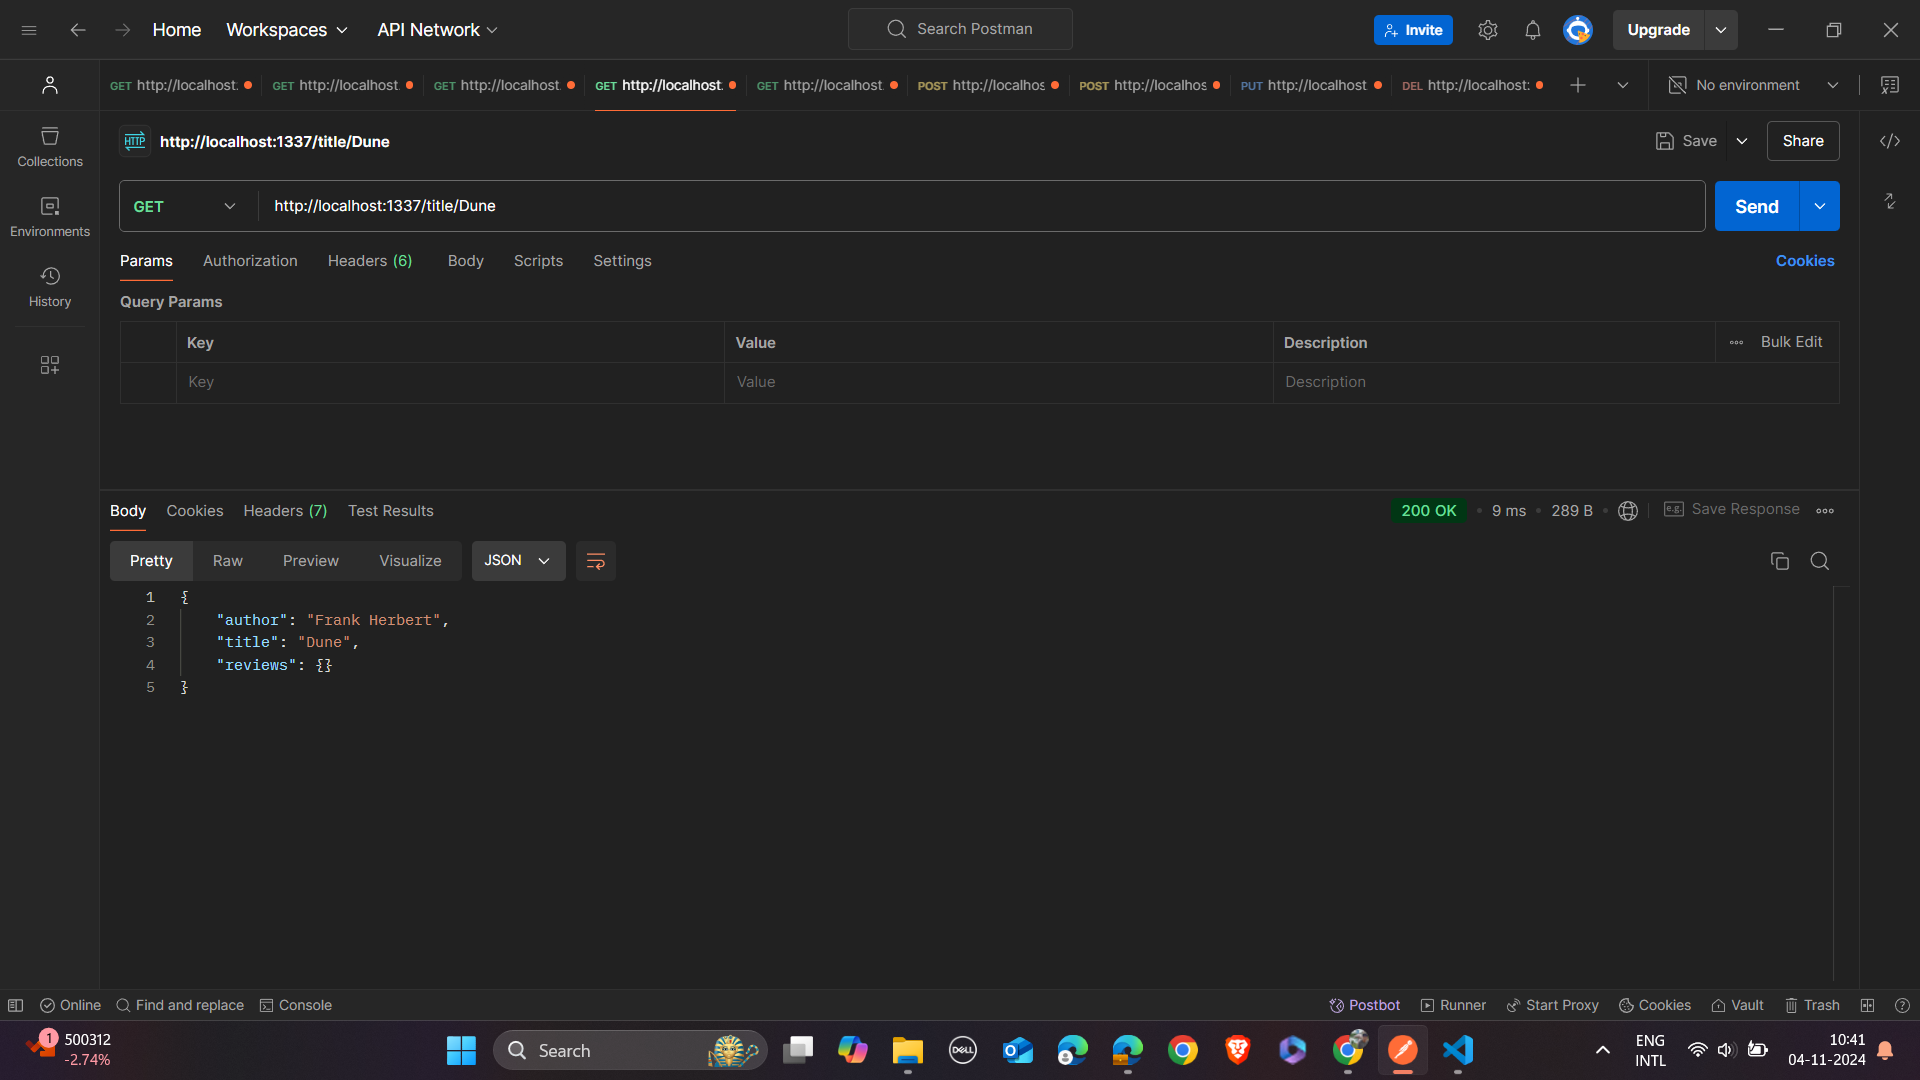 Home Workspaces API Network Search Postman Invite Upgrade
GET http://localhost. GET http://localhost. GET http://localhost. GET http://localhost. GET http://localhost. POST http://localhos POST http://localhos PUT http://localhost DEL http://localhost: No environment
HTTP http://localhost:1337/title/Dune Save Share
GET http://localhost:1337/title/Dune Send
Params Authorization Headers (6) Body Scripts Settings Cookies
Query Params
Key Value Description Bulk Edit
Key Value Description
Collections
Environments
History
Body Cookies Headers (7) Test Results 200 OK 9 ms 289 B e.g. Save Response
Pretty Raw Preview Visualize JSON
1 {
2 "author": "Frank Herbert",
3 "title": "Dune",
4 "reviews": {}
5 }
Online Find and replace Console Postbot Runner Start Proxy Cookies Vault Trash
1 500312
-2.74%
Search
DELL
ENG
INTL
10:41
04-11-2024